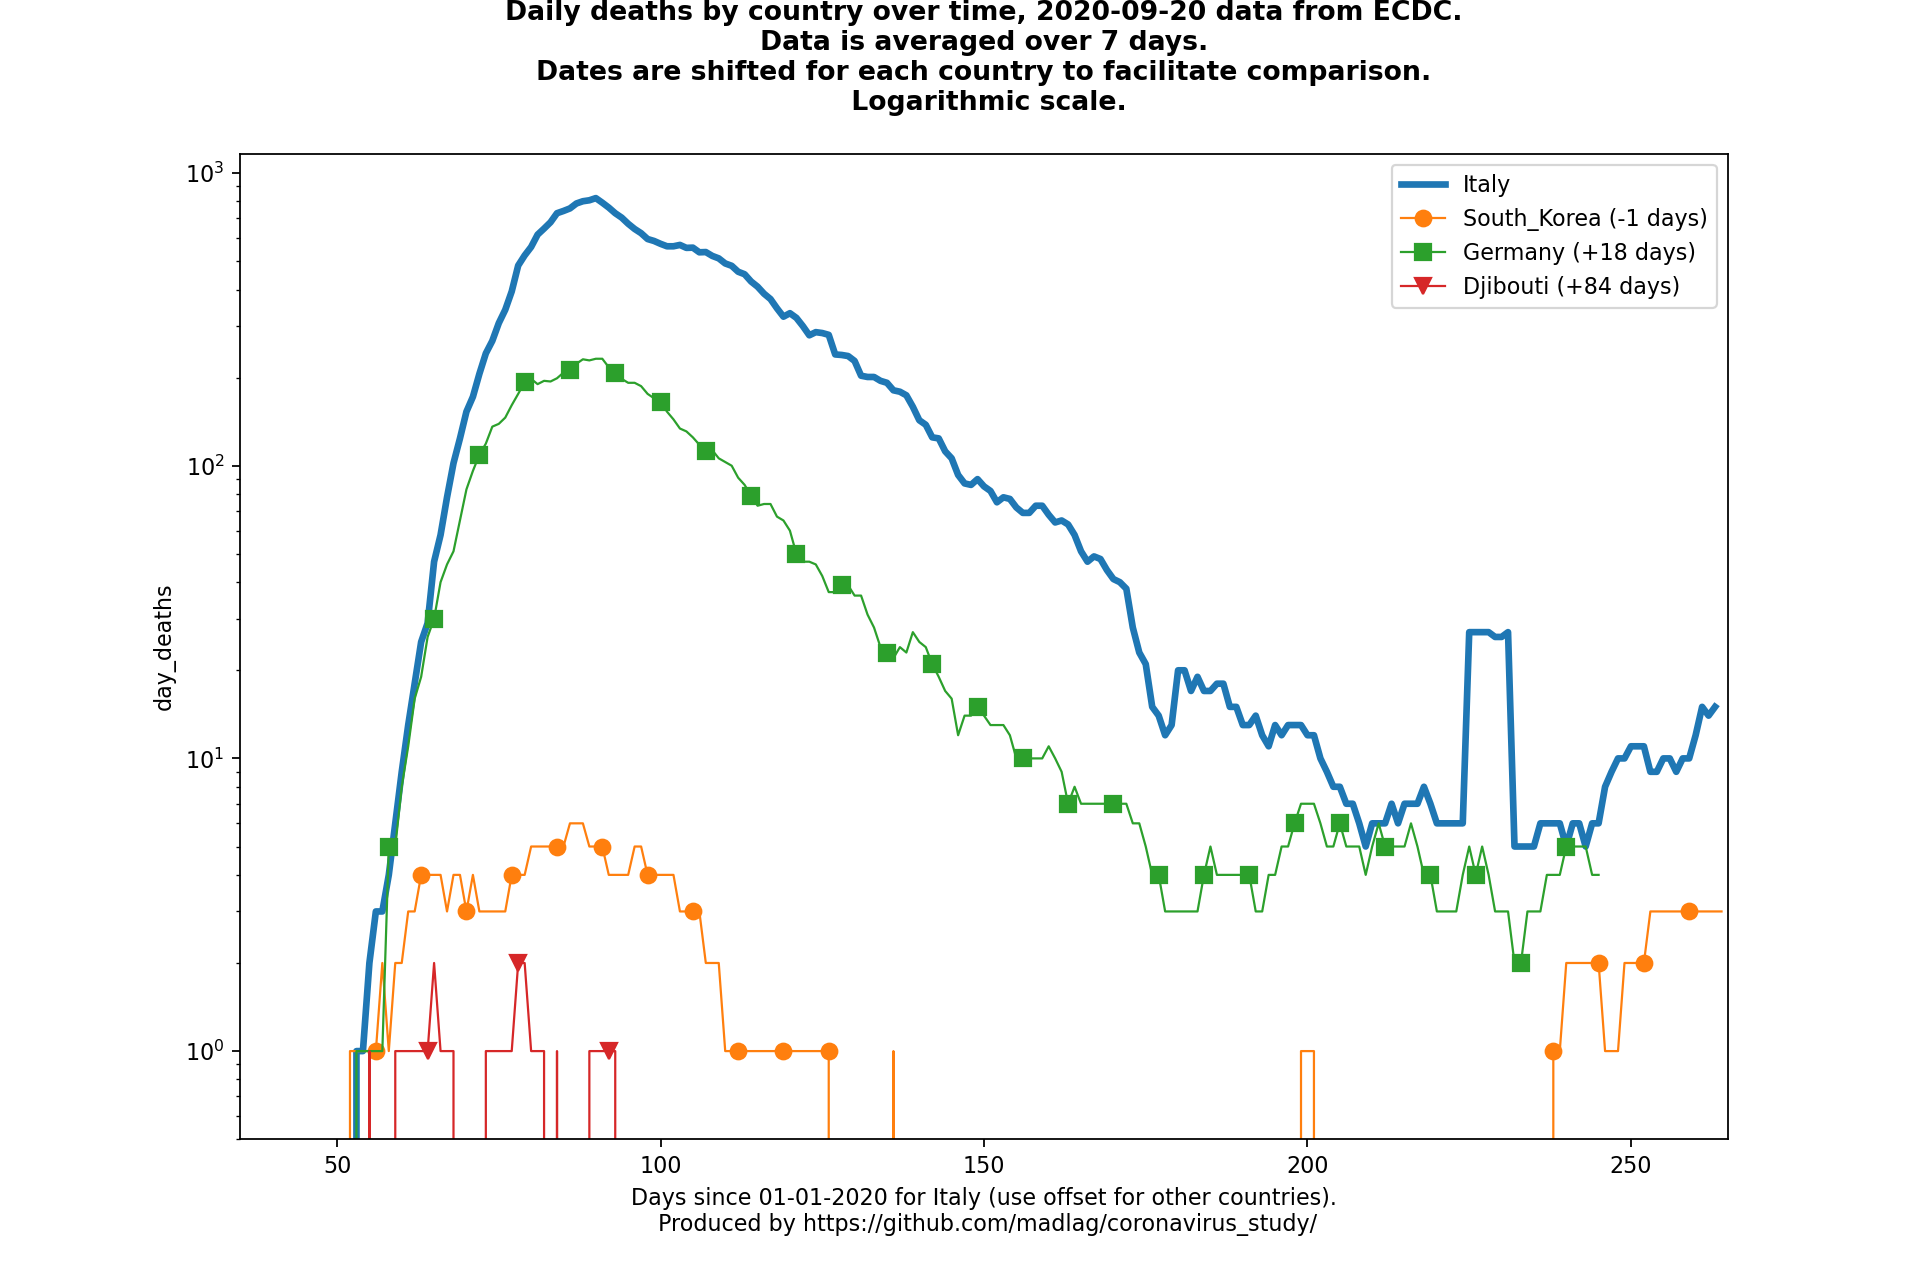 Daily deaths by country over time, 2020-09-20 data from ECDC.
Data is averaged over 7 days.
Dates are shifted for each country to facilitate comparison.
Logarithmic scale.
10³
10²
10¹
10⁰
day_deaths
Italy
South_Korea (-1 days)
Germany (+18 days)
Djibouti (+84 days)
50 100 150 200 250
Days since 01-01-2020 for Italy (use offset for other countries).
Produced by https://github.com/madlag/coronavirus_study/